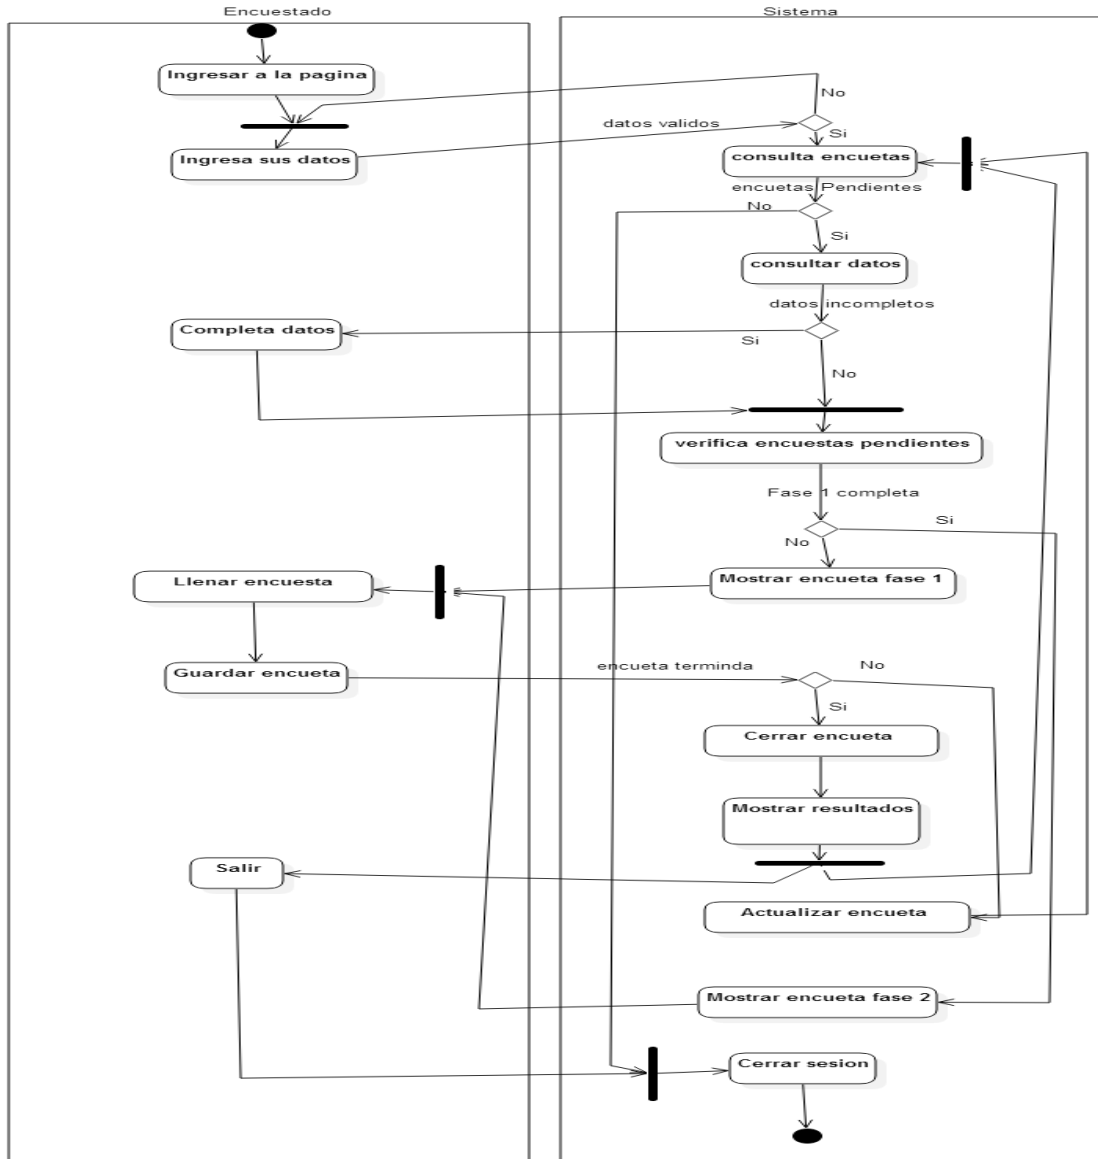 Encuestado
Sistema
Ingresar a la pagina
No
datos validos
Si
Ingresa sus datos
consulta encuetas
encuetas Pendientes
No
Si
consultar datos
datos incompletos
Completa datos
Si
No
verifica encuestas pendientes
Fase 1 completa
Si
No
Llenar encuesta
Mostrar encueta fase 1
Guardar encueta
encueta terminda
No
Si
Cerrar encueta
Mostrar resultados
Salir
Actualizar encueta
Mostrar encueta fase 2
Cerrar sesion